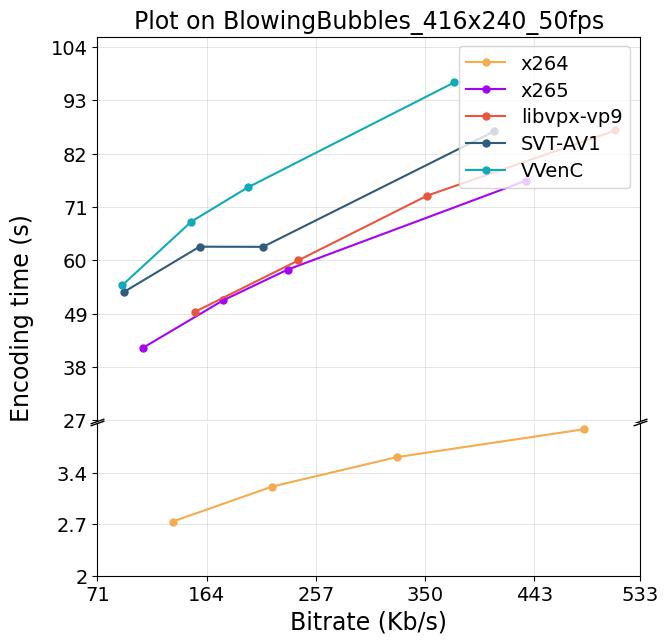 Plot on BlowingBubbles_416x240_50fps
104
93
82
71
60
49
38
27
3.4
2.7
2
x264
x265
libvpx-vp9
SVT-AV1
VVenC
Encoding time (s)
71 164 257 350 443 533
Bitrate (Kb/s)